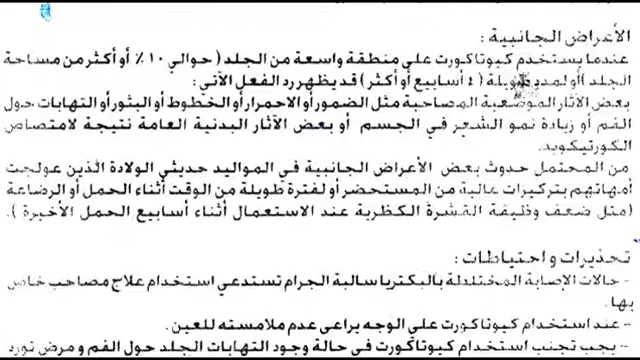 الأعراض الجانبية :
عندما يستخدم كيوتاكورت على منطقة واسعة من الجلد ( حوالي ١٠ ٪ أو أكثر من مساحة
الجلد ) أو لمدة طويلة ( ٤ أسابيع أو أكثر ) قد يظهر رد الفعل الآتي :
بعض الآثار الموضعية المصاحبة مثل الضمور أو الاحمرار أو الخطوط أو البثور أو التهابات حول
الفم أو زيادة نمو الشعر في الجسم أو بعض الآثار البدنية العامة نتيجة لامتصاص
الكورتيكويد.
من المحتمل حدوث بعض الأعراض الجانبية في المواليد حديثي الولادة الذين عولجت
أمهاتهم بتركيزات عالية من المستحضر أو لفترة طويلة من الوقت أثناء الحمل أو الرضاعة
(مثل ضعف وظيفة القشرة الكظرية عند الاستعمال أثناء أسابيع الحمل الأخيرة ).
تحذيرات و احتياطات :
- حالات الإصابة المختلطة بالبكتريا سالبة الجرام تستدعي استخدام علاج مصاحب خاص
بها.
- عند استخدام كيوتاكورت على الوجه يراعى عدم ملامسته للعين.
- يجب تجنب استخدام كيوتاكورت في حالة وجود التهابات الجلد حول الفم و مرض تورد